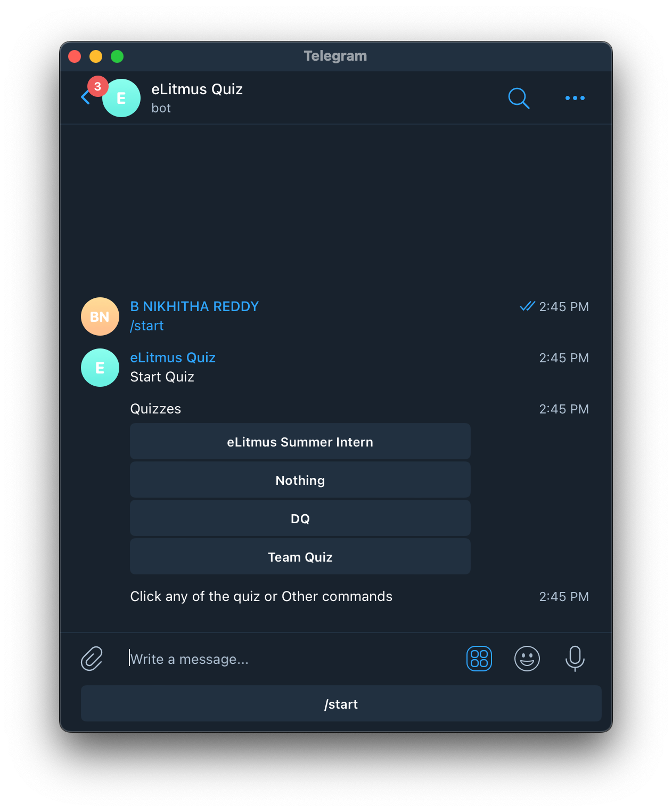 Telegram
3
E
eLitmus Quiz
bot
BN
B NIKHITHA REDDY
2:45 PM
/start
E
eLitmus Quiz
2:45 PM
Start Quiz
Quizzes
2:45 PM
eLitmus Summer Intern
Nothing
DQ
Team Quiz
Click any of the quiz or Other commands
2:45 PM
Write a message...
/start